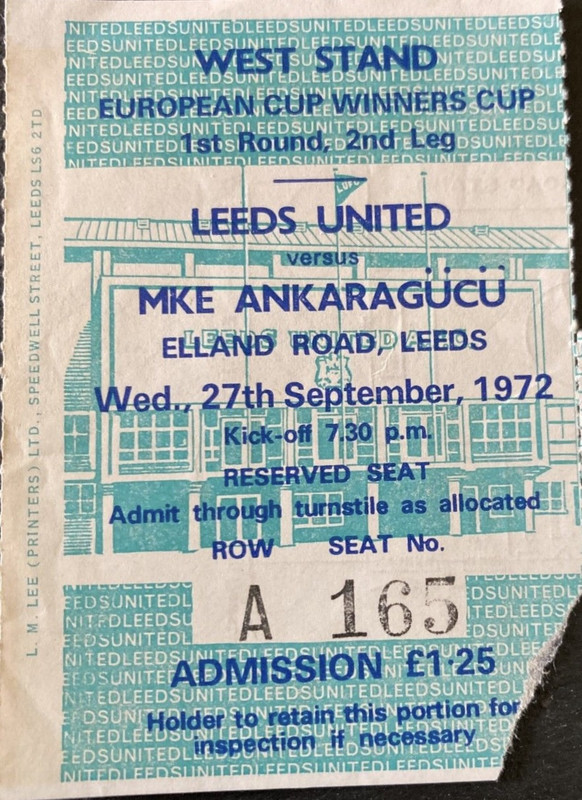 WEST STAND
EUROPEAN CUP WINNERS CUP
1st Round, 2nd Leg
LUFC
LEEDS UNITED
versus
MKE ANKARAGÜCÜ
LEEDS UNITED A.F.C.
ELLAND ROAD, LEEDS
Wed., 27th September, 1972
Kick-off 7.30 p.m.
RESERVED SEAT
Admit through turnstile as allocated
ROW SEAT No.
A 165
ADMISSION £1·25
Holder to retain this portion for
inspection if necessary
L. M. LEE (PRINTERS) LTD., SPEEDWELL STREET, LEEDS LS6 2TD